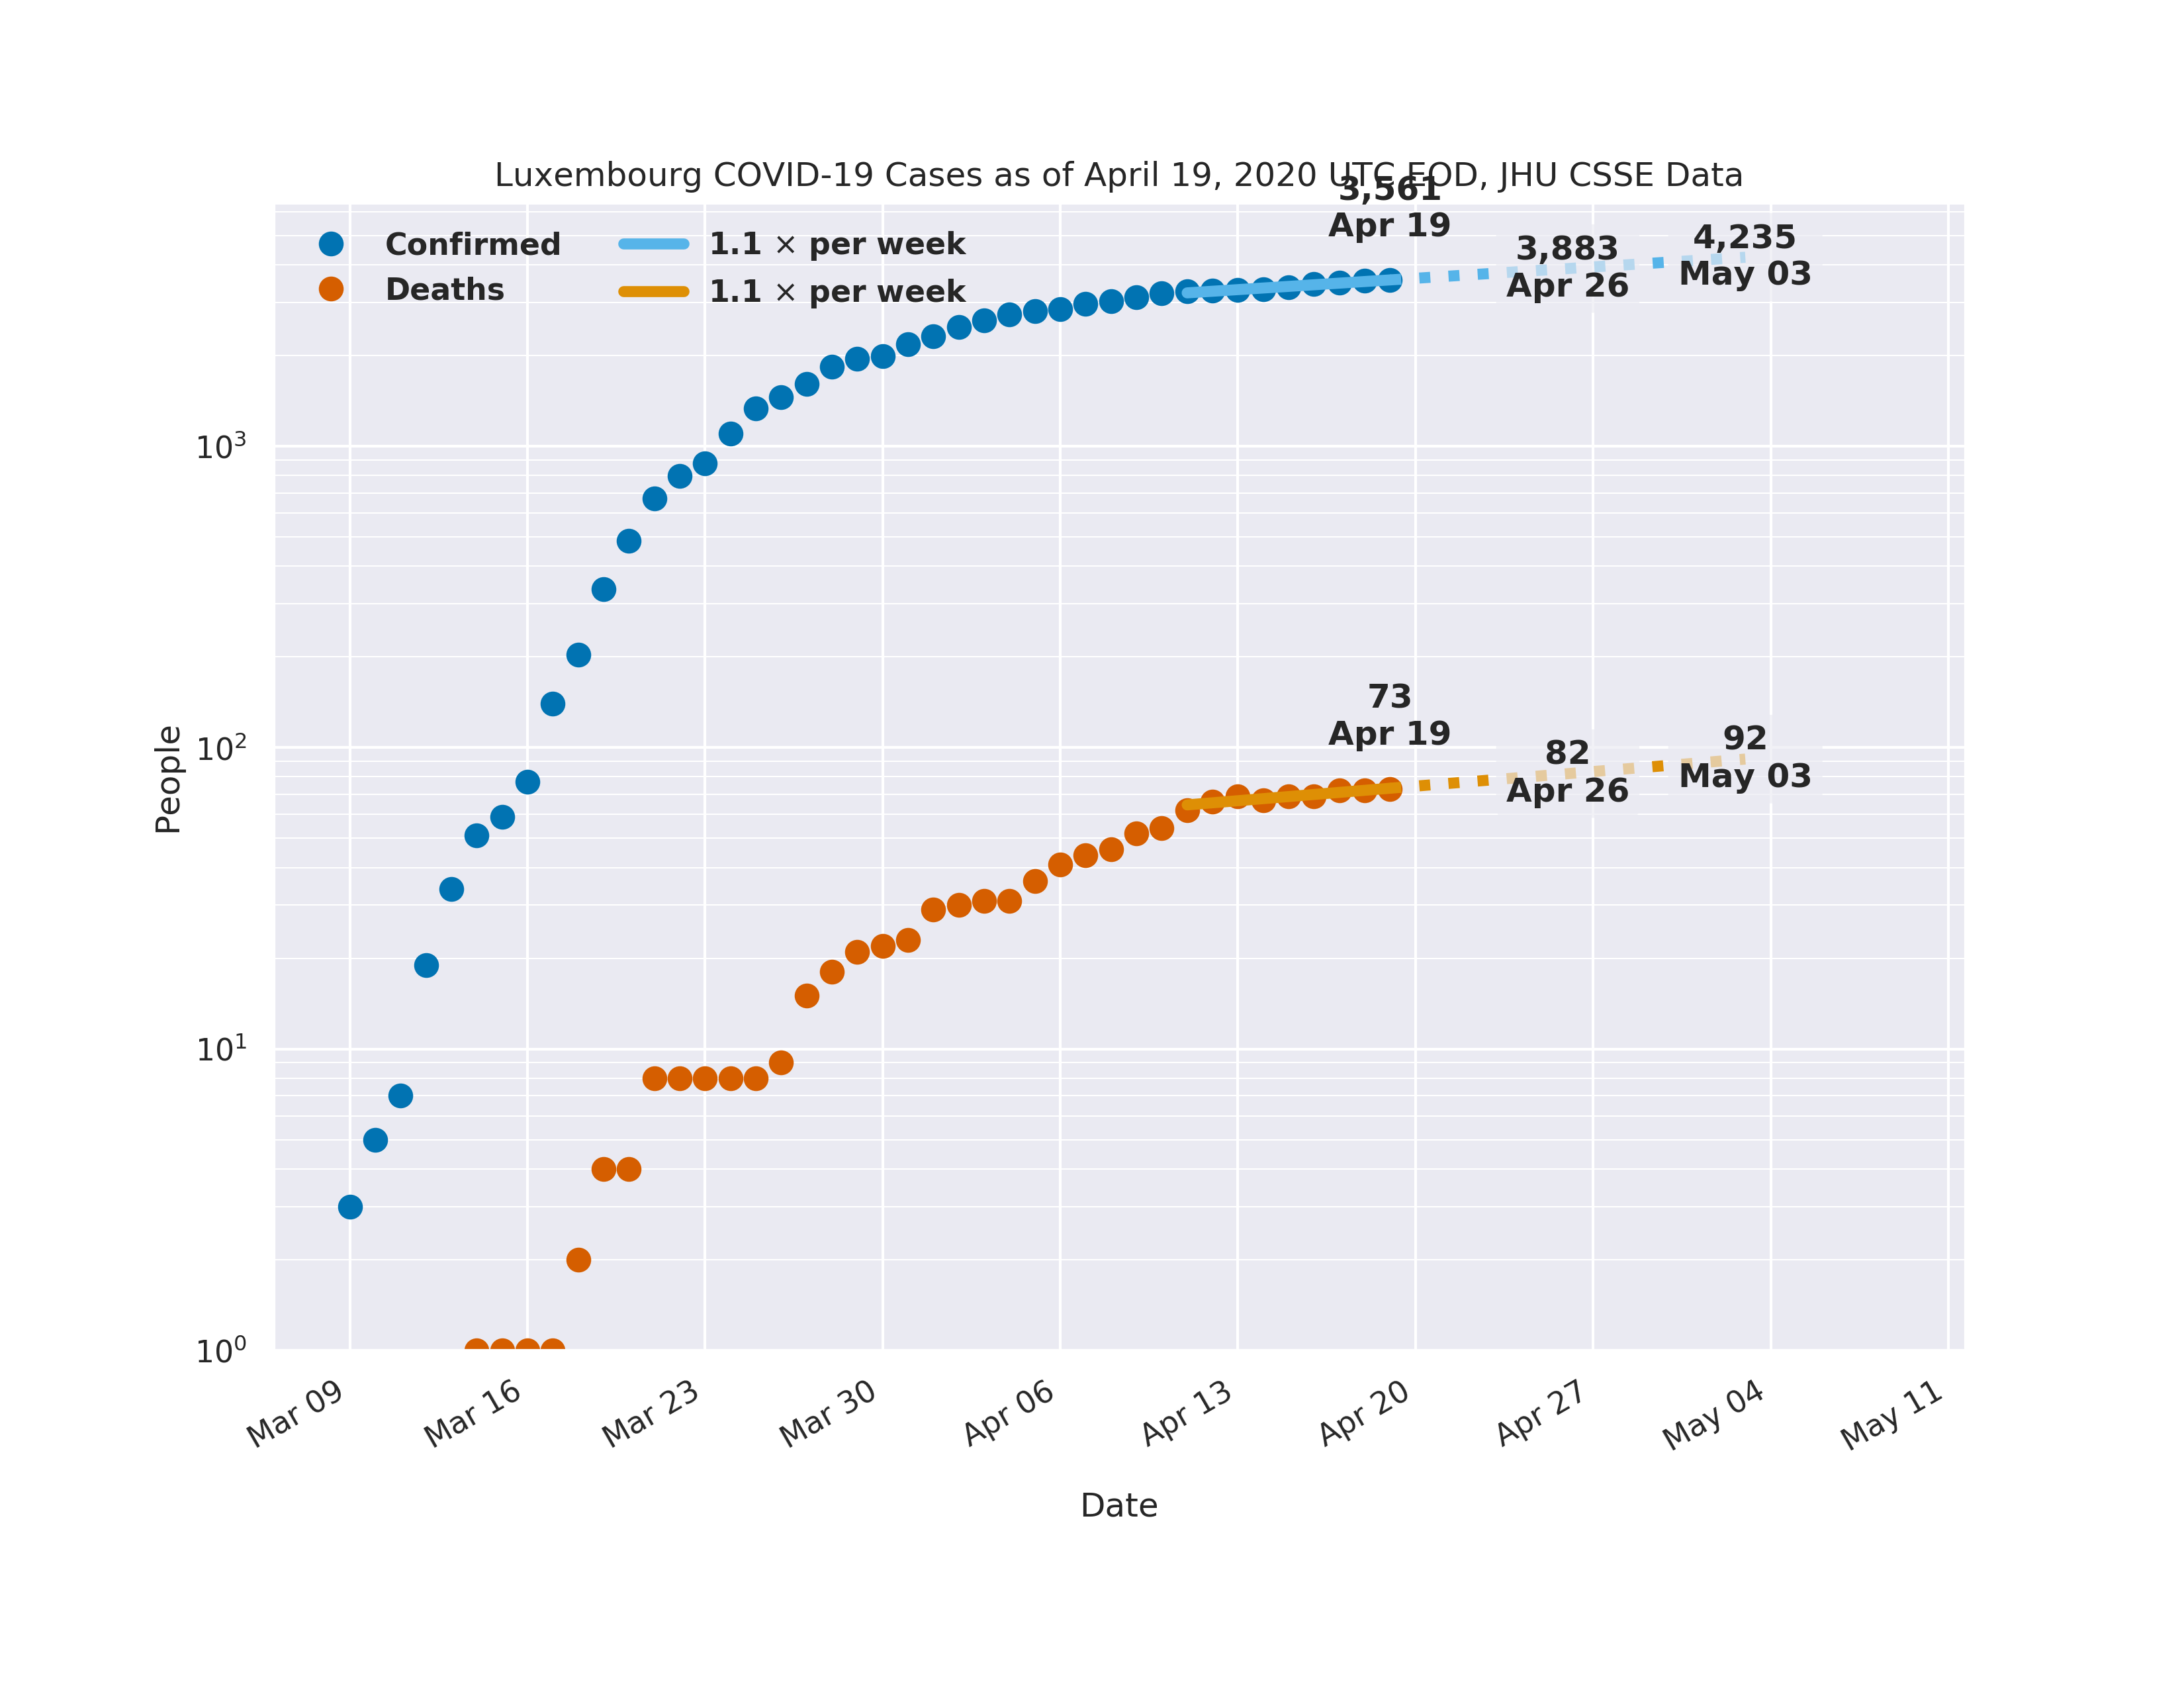 Luxembourg COVID-19 Cases as of April 19, 2020 UTC EOD, JHU CSSE Data
Confirmed
Deaths
1.1 × per week
1.1 × per week
3,561
Apr 19
3,883
Apr 26
4,235
May 03
73
Apr 19
82
Apr 26
92
May 03
People
10³
10²
10¹
10⁰
Mar 09
Mar 16
Mar 23
Mar 30
Apr 06
Apr 13
Apr 20
Apr 27
May 04
May 11
Date